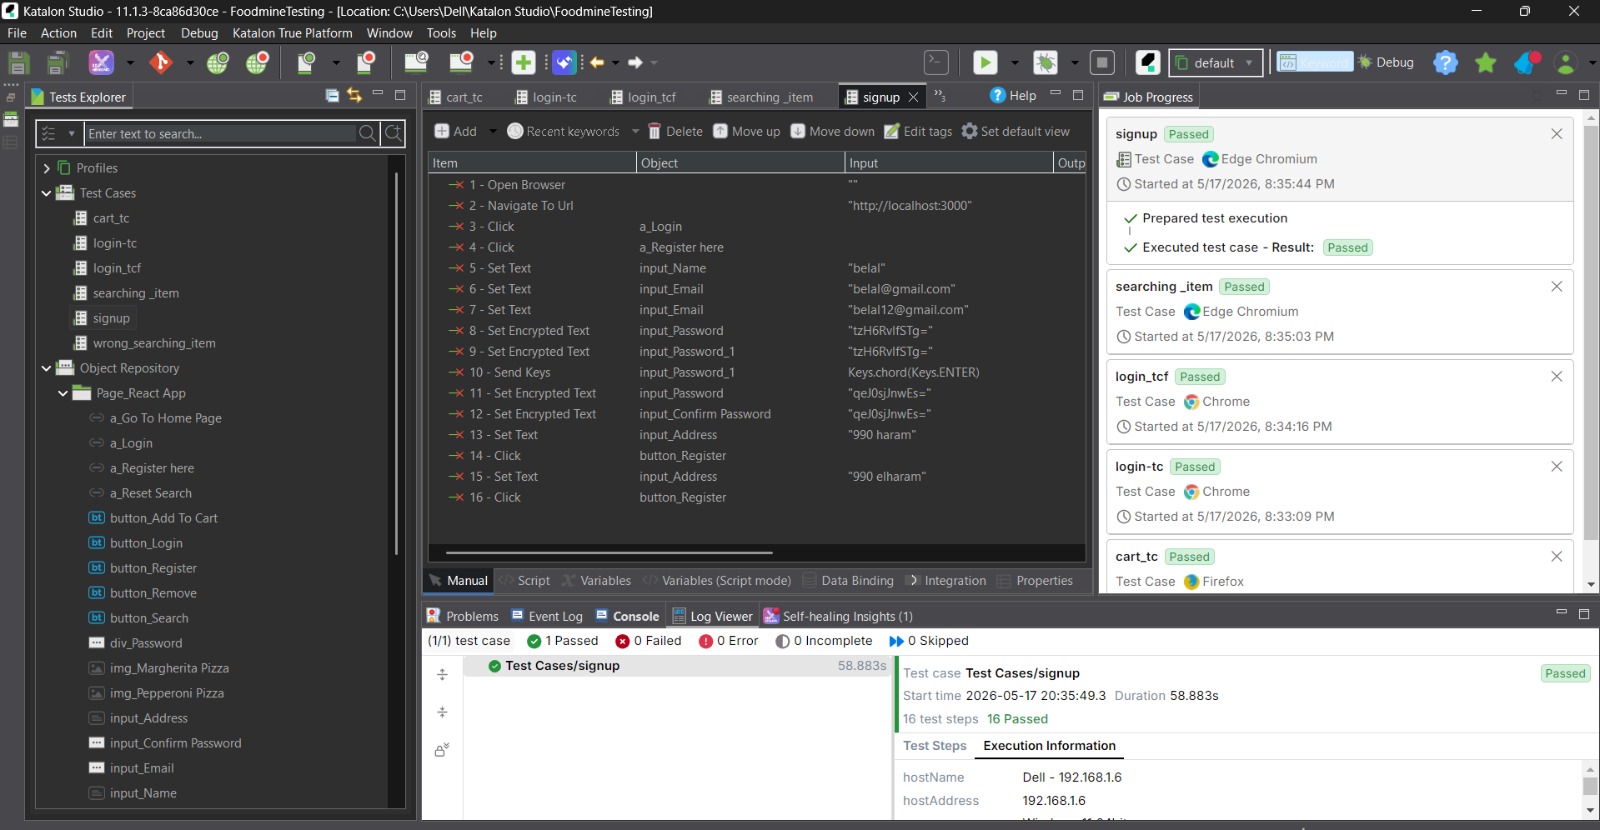 Katalon Studio - 11.1.3-8ca86d30ce - FoodmineTesting - [Location: C:\Users\Dell\Katalon Studio\FoodmineTesting]
File Action Edit Project Debug Katalon True Platform Window Tools Help
default Keyword Debug
Tests Explorer
Enter text to search...
Profiles
Test Cases
cart_tc
login-tc
login_tcf
searching _item
signup
wrong_searching_item
Object Repository
Page_React App
a_Go To Home Page
a_Login
a_Register here
a_Reset Search
button_Add To Cart
button_Login
button_Register
button_Remove
button_Search
div_Password
img_Margherita Pizza
img_Pepperoni Pizza
input_Address
input_Confirm Password
input_Email
input_Name
cart_tc login-tc login_tcf searching _item signup 3 Help
Add Recent keywords Delete Move up Move down Edit tags Set default view
Item Object Input Outp
1 - Open Browser ""
2 - Navigate To Url "http://localhost:3000"
3 - Click a_Login
4 - Click a_Register here
5 - Set Text input_Name "belal"
6 - Set Text input_Email "belal@gmail.com"
7 - Set Text input_Email "belal12@gmail.com"
8 - Set Encrypted Text input_Password "tzH6RvlfSTg="
9 - Set Encrypted Text input_Password_1 "tzH6RvlfSTg="
10 - Send Keys input_Password_1 Keys.chord(Keys.ENTER)
11 - Set Encrypted Text input_Password "qeJ0sjJnwEs="
12 - Set Encrypted Text input_Confirm Password "qeJ0sjJnwEs="
13 - Set Text input_Address "990 haram"
14 - Click button_Register
15 - Set Text input_Address "990 elharam"
16 - Click button_Register
Manual Script Variables Variables (Script mode) Data Binding Integration Properties
Job Progress
signup Passed
Test Case Edge Chromium
Started at 5/17/2026, 8:35:44 PM
Prepared test execution
Executed test case - Result: Passed
searching _item Passed
Test Case Edge Chromium
Started at 5/17/2026, 8:35:03 PM
login_tcf Passed
Test Case Chrome
Started at 5/17/2026, 8:34:16 PM
login-tc Passed
Test Case Chrome
Started at 5/17/2026, 8:33:09 PM
cart_tc Passed
Test Case Firefox
Problems Event Log Console Log Viewer Self-healing Insights (1)
(1/1) test case 1 Passed 0 Failed 0 Error 0 Incomplete 0 Skipped
Test Cases/signup 58.883s
Test case Test Cases/signup Passed
Start time 2026-05-17 20:35:49.3 Duration 58.883s
16 test steps 16 Passed
Test Steps Execution Information
hostName Dell - 192.168.1.6
hostAddress 192.168.1.6